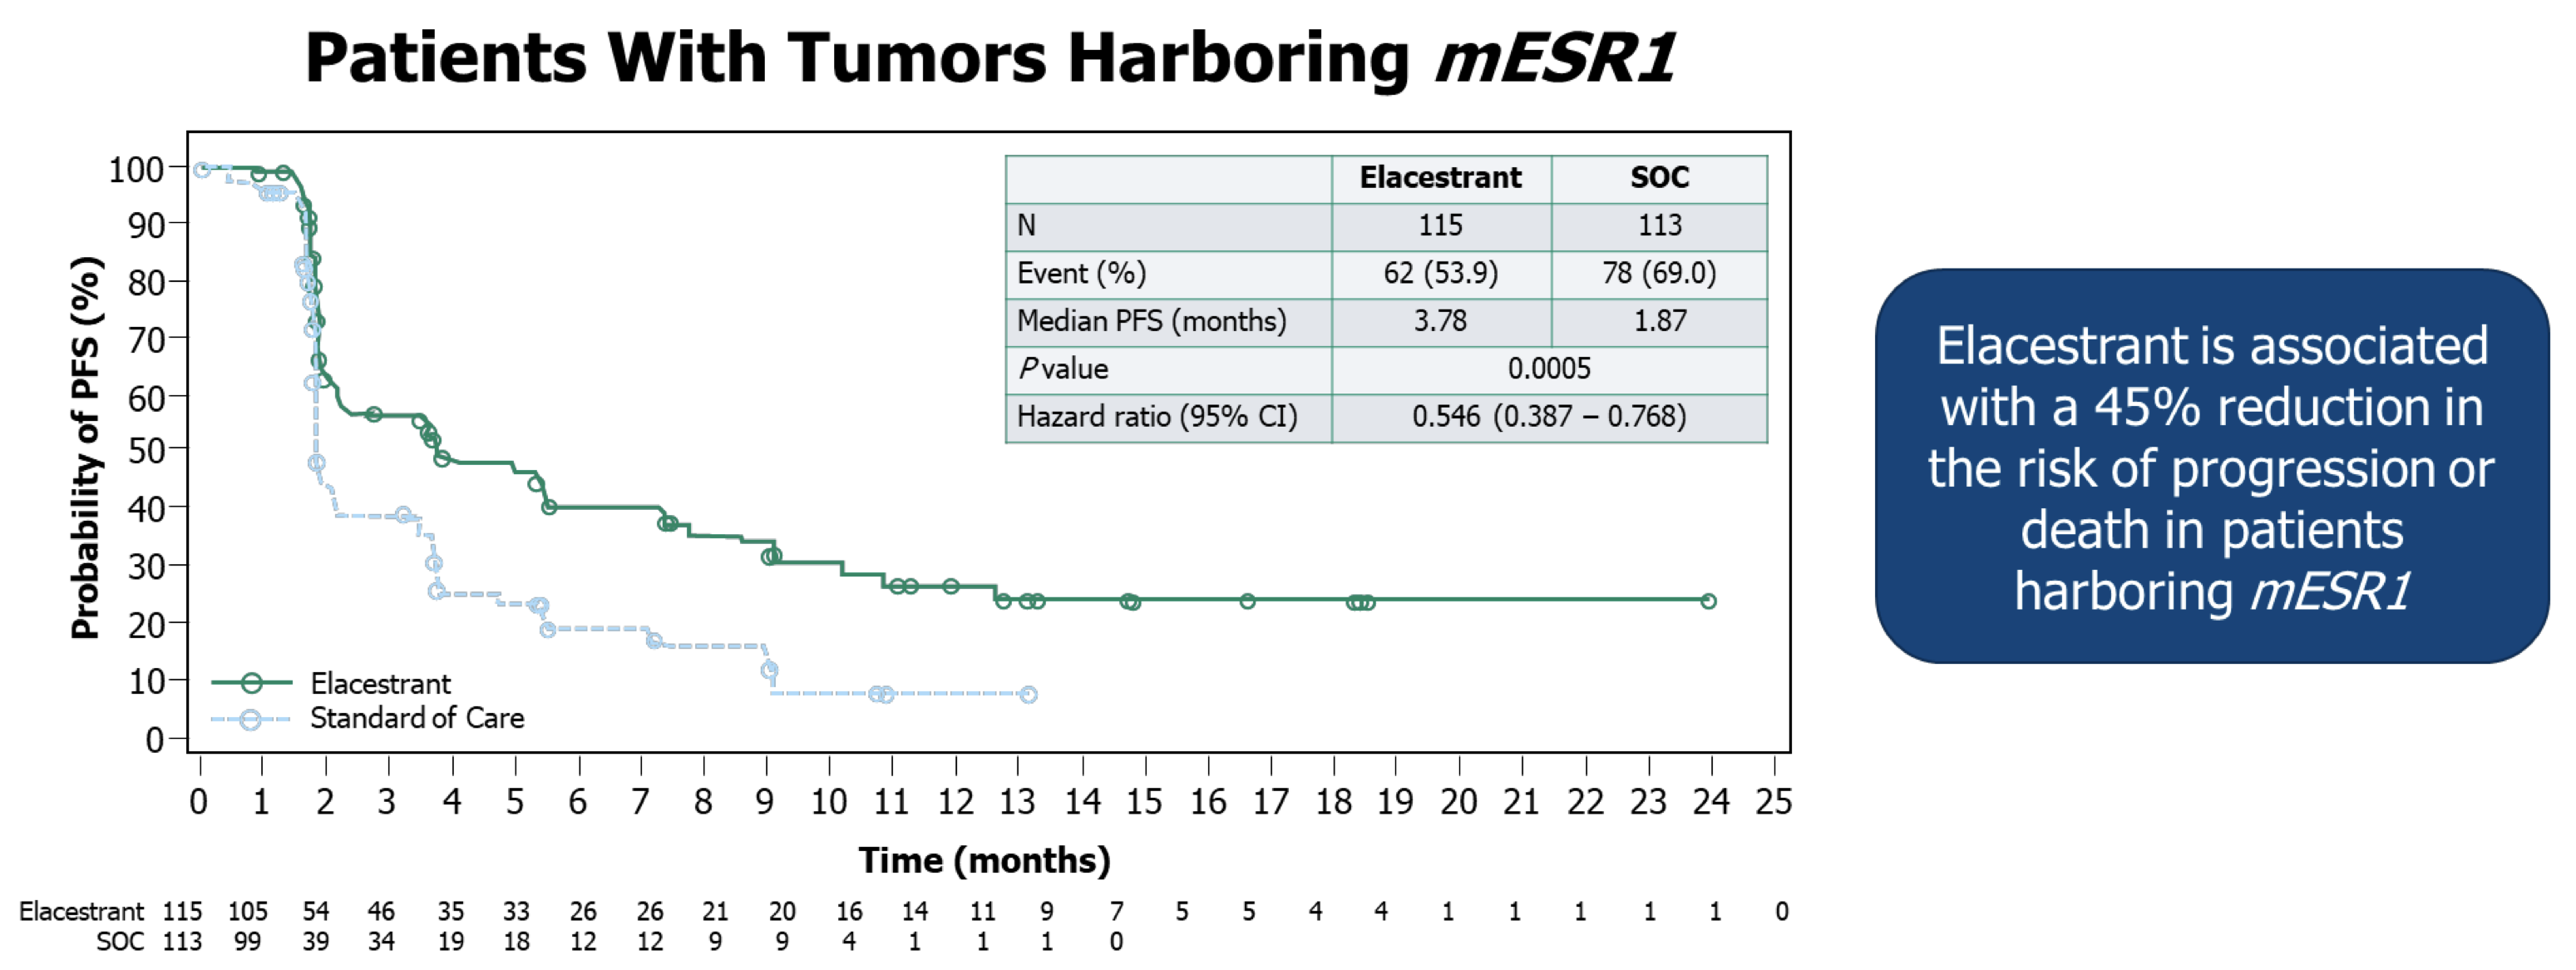 Patients With Tumors Harboring mESR1
Elacestrant SOC
N 115 113
Event (%) 62 (53.9) 78 (69.0)
Median PFS (months) 3.78 1.87
P value 0.0005
Hazard ratio (95% CI) 0.546 (0.387 – 0.768)
Probability of PFS (%)
100
90
80
70
60
50
40
30
20
10
0
Elacestrant
Standard of Care
0 1 2 3 4 5 6 7 8 9 10 11 12 13 14 15 16 17 18 19 20 21 22 23 24 25
Time (months)
Elacestrant 115 105 54 46 35 33 26 26 21 20 16 14 11 9 7 5 5 4 4 1 1 1 1 1 0
SOC 113 99 39 34 19 18 12 12 9 9 4 1 1 1 0
Elacestrant is associated
with a 45% reduction in
the risk of progression or
death in patients
harboring mESR1